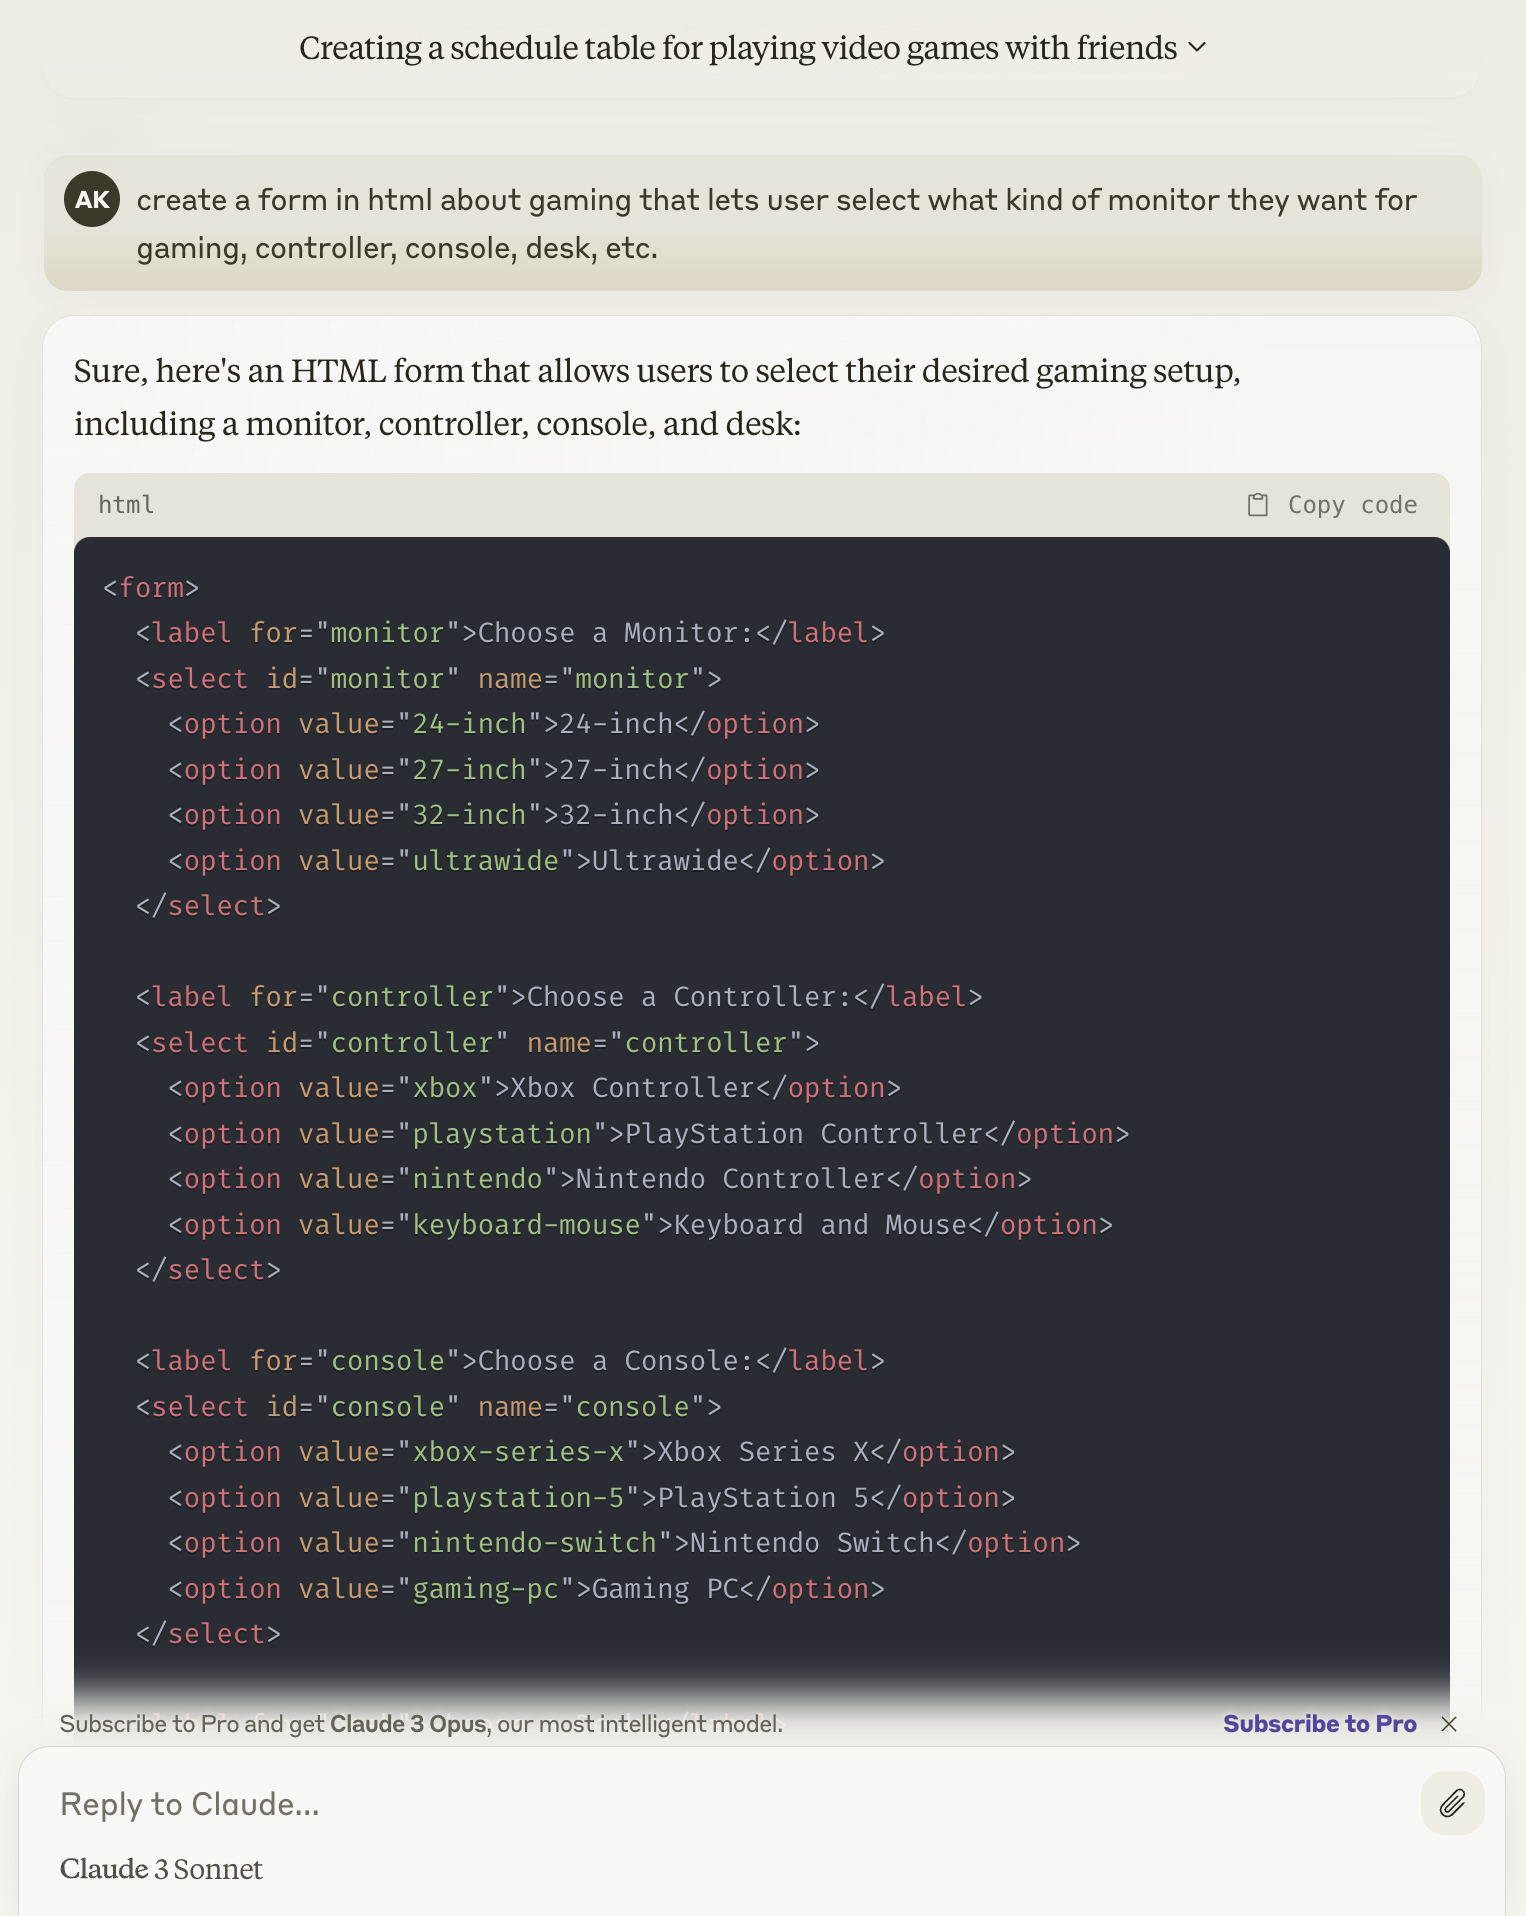 Creating a schedule table for playing video games with friends
AK
create a form in html about gaming that lets user select what kind of monitor they want for
gaming, controller, console, desk, etc.
Sure, here's an HTML form that allows users to select their desired gaming setup,
including a monitor, controller, console, and desk:
html
Copy code
<form>
  <label for="monitor">Choose a Monitor:</label>
  <select id="monitor" name="monitor">
    <option value="24-inch">24-inch</option>
    <option value="27-inch">27-inch</option>
    <option value="32-inch">32-inch</option>
    <option value="ultrawide">Ultrawide</option>
  </select>

  <label for="controller">Choose a Controller:</label>
  <select id="controller" name="controller">
    <option value="xbox">Xbox Controller</option>
    <option value="playstation">PlayStation Controller</option>
    <option value="nintendo">Nintendo Controller</option>
    <option value="keyboard-mouse">Keyboard and Mouse</option>
  </select>

  <label for="console">Choose a Console:</label>
  <select id="console" name="console">
    <option value="xbox-series-x">Xbox Series X</option>
    <option value="playstation-5">PlayStation 5</option>
    <option value="nintendo-switch">Nintendo Switch</option>
    <option value="gaming-pc">Gaming PC</option>
  </select>
Subscribe to Pro and get Claude 3 Opus, our most intelligent model.
Subscribe to Pro
Reply to Claude...
Claude 3 Sonnet